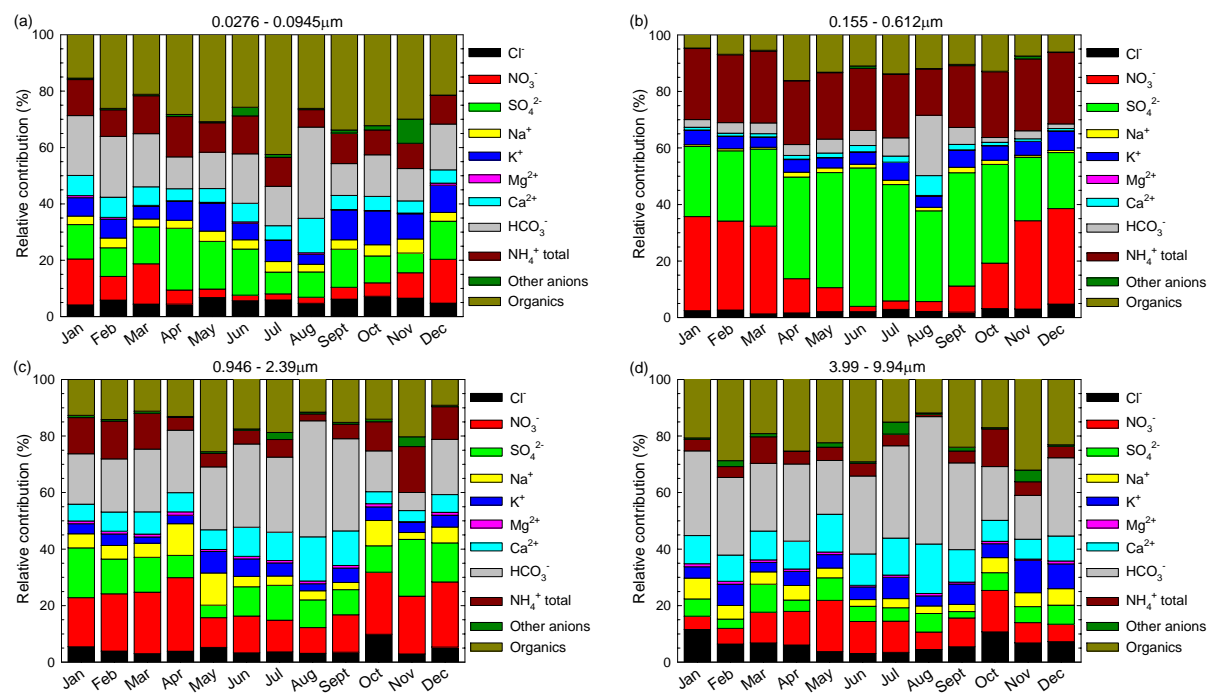 (a) 0.0276 - 0.0945μm
Relative contribution (%)
100
80
60
40
20
0
Jan Feb Mar Apr May Jun Jul Aug Sept Oct Nov Dec
Cl⁻
NO₃⁻
SO₄²⁻
Na⁺
K⁺
Mg²⁺
Ca²⁺
HCO₃⁻
NH₄⁺ total
Other anions
Organics
(b) 0.155 - 0.612μm
Relative contribution (%)
100
80
60
40
20
0
Jan Feb Mar Apr May Jun Jul Aug Sept Oct Nov Dec
Cl⁻
NO₃⁻
SO₄²⁻
Na⁺
K⁺
Mg²⁺
Ca²⁺
HCO₃⁻
NH₄⁺ total
Other anions
Organics
(c) 0.946 - 2.39μm
Relative contribution (%)
100
80
60
40
20
0
Jan Feb Mar Apr May Jun Jul Aug Sept Oct Nov Dec
Cl⁻
NO₃⁻
SO₄²⁻
Na⁺
K⁺
Mg²⁺
Ca²⁺
HCO₃⁻
NH₄⁺ total
Other anions
Organics
(d) 3.99 - 9.94μm
Relative contribution (%)
100
80
60
40
20
0
Jan Feb Mar Apr May Jun Jul Aug Sept Oct Nov Dec
Cl⁻
NO₃⁻
SO₄²⁻
Na⁺
K⁺
Mg²⁺
Ca²⁺
HCO₃⁻
NH₄⁺ total
Other anions
Organics